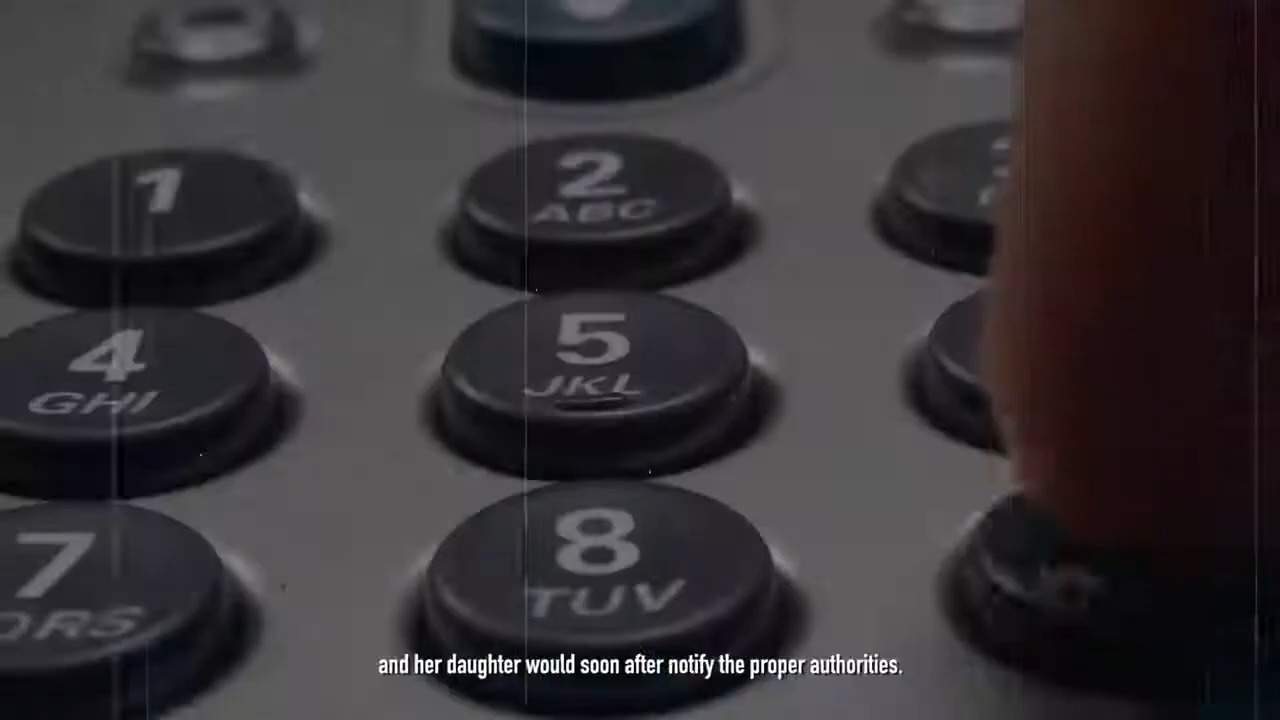 1
2
ABC
4
GHI
5
JKL
7
8
TUV
and her daughter would soon after notify the proper authorities.